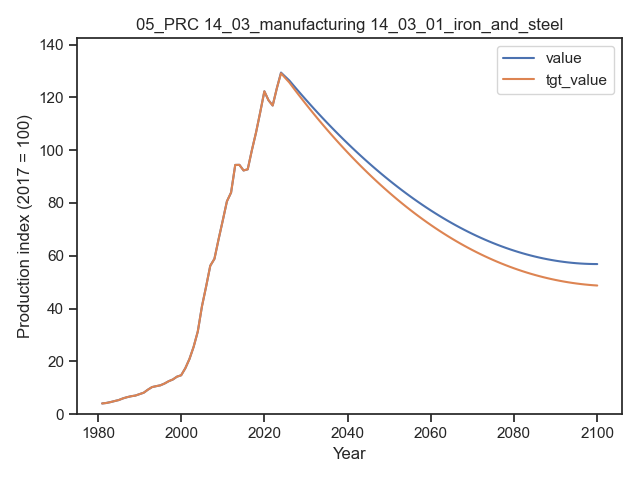 05_PRC 14_03_manufacturing 14_03_01_iron_and_steel
Production index (2017 = 100)
140
120
100
80
60
40
20
0
value
tgt_value
1980 2000 2020 2040 2060 2080 2100
Year